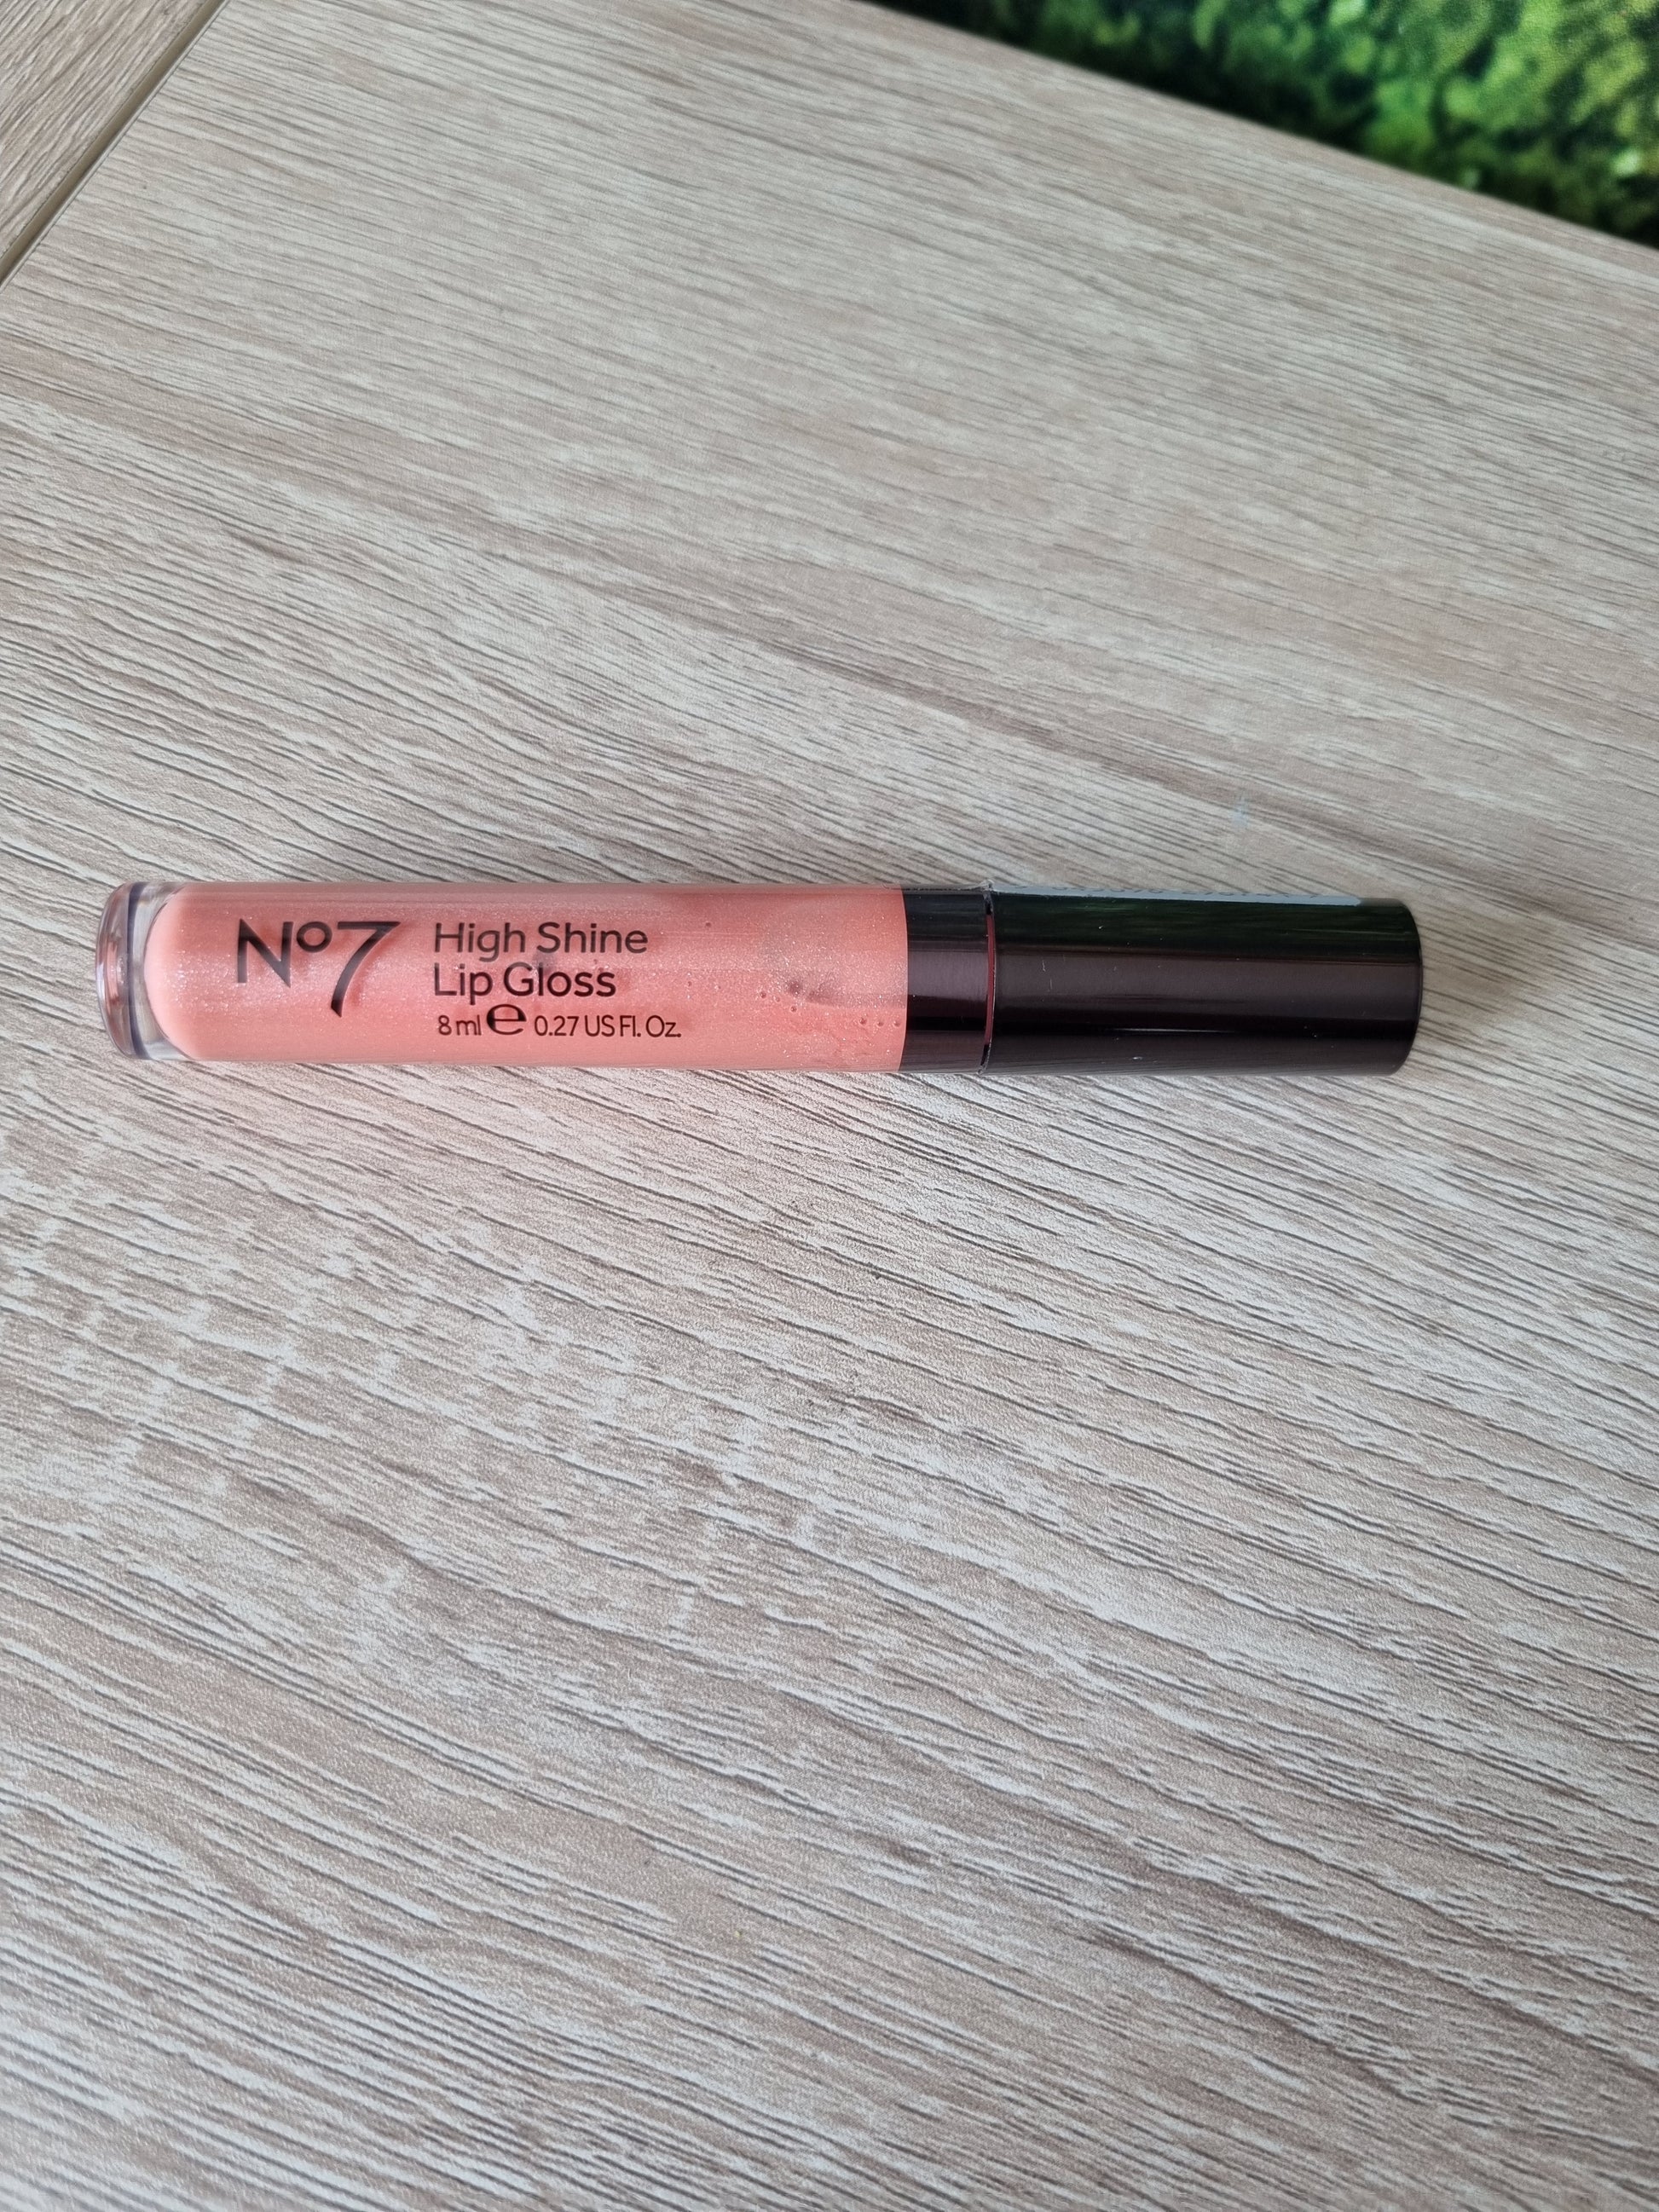 No7
High Shine
Lip Gloss
8 ml e 0.27 US Fl. Oz.